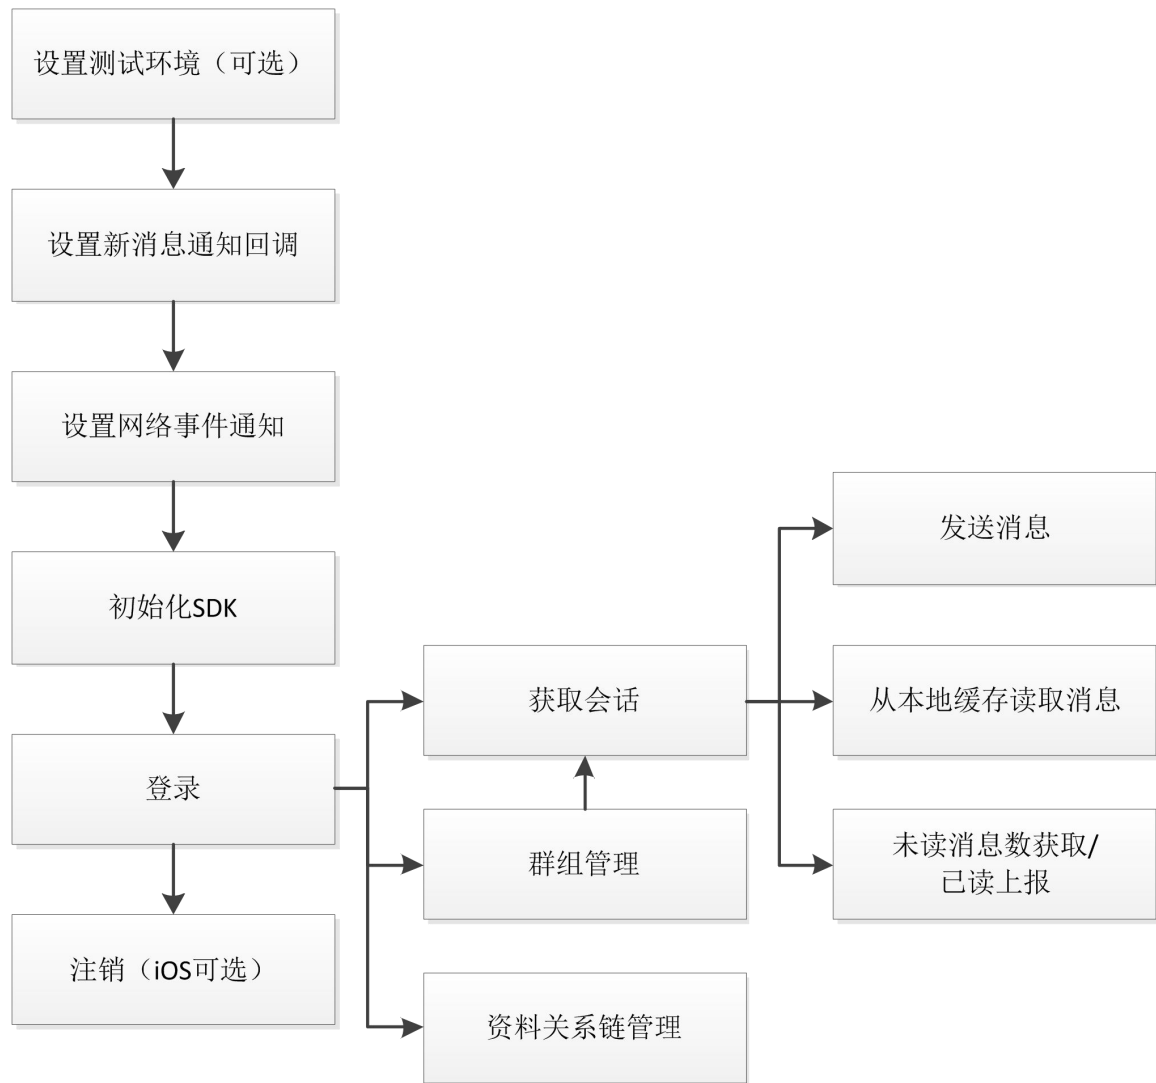 设置测试环境（可选）
设置新消息通知回调
设置网络事件通知
初始化SDK
登录
注销（iOS可选）
获取会话
群组管理
资料关系链管理
发送消息
从本地缓存读取消息
未读消息数获取/
已读上报